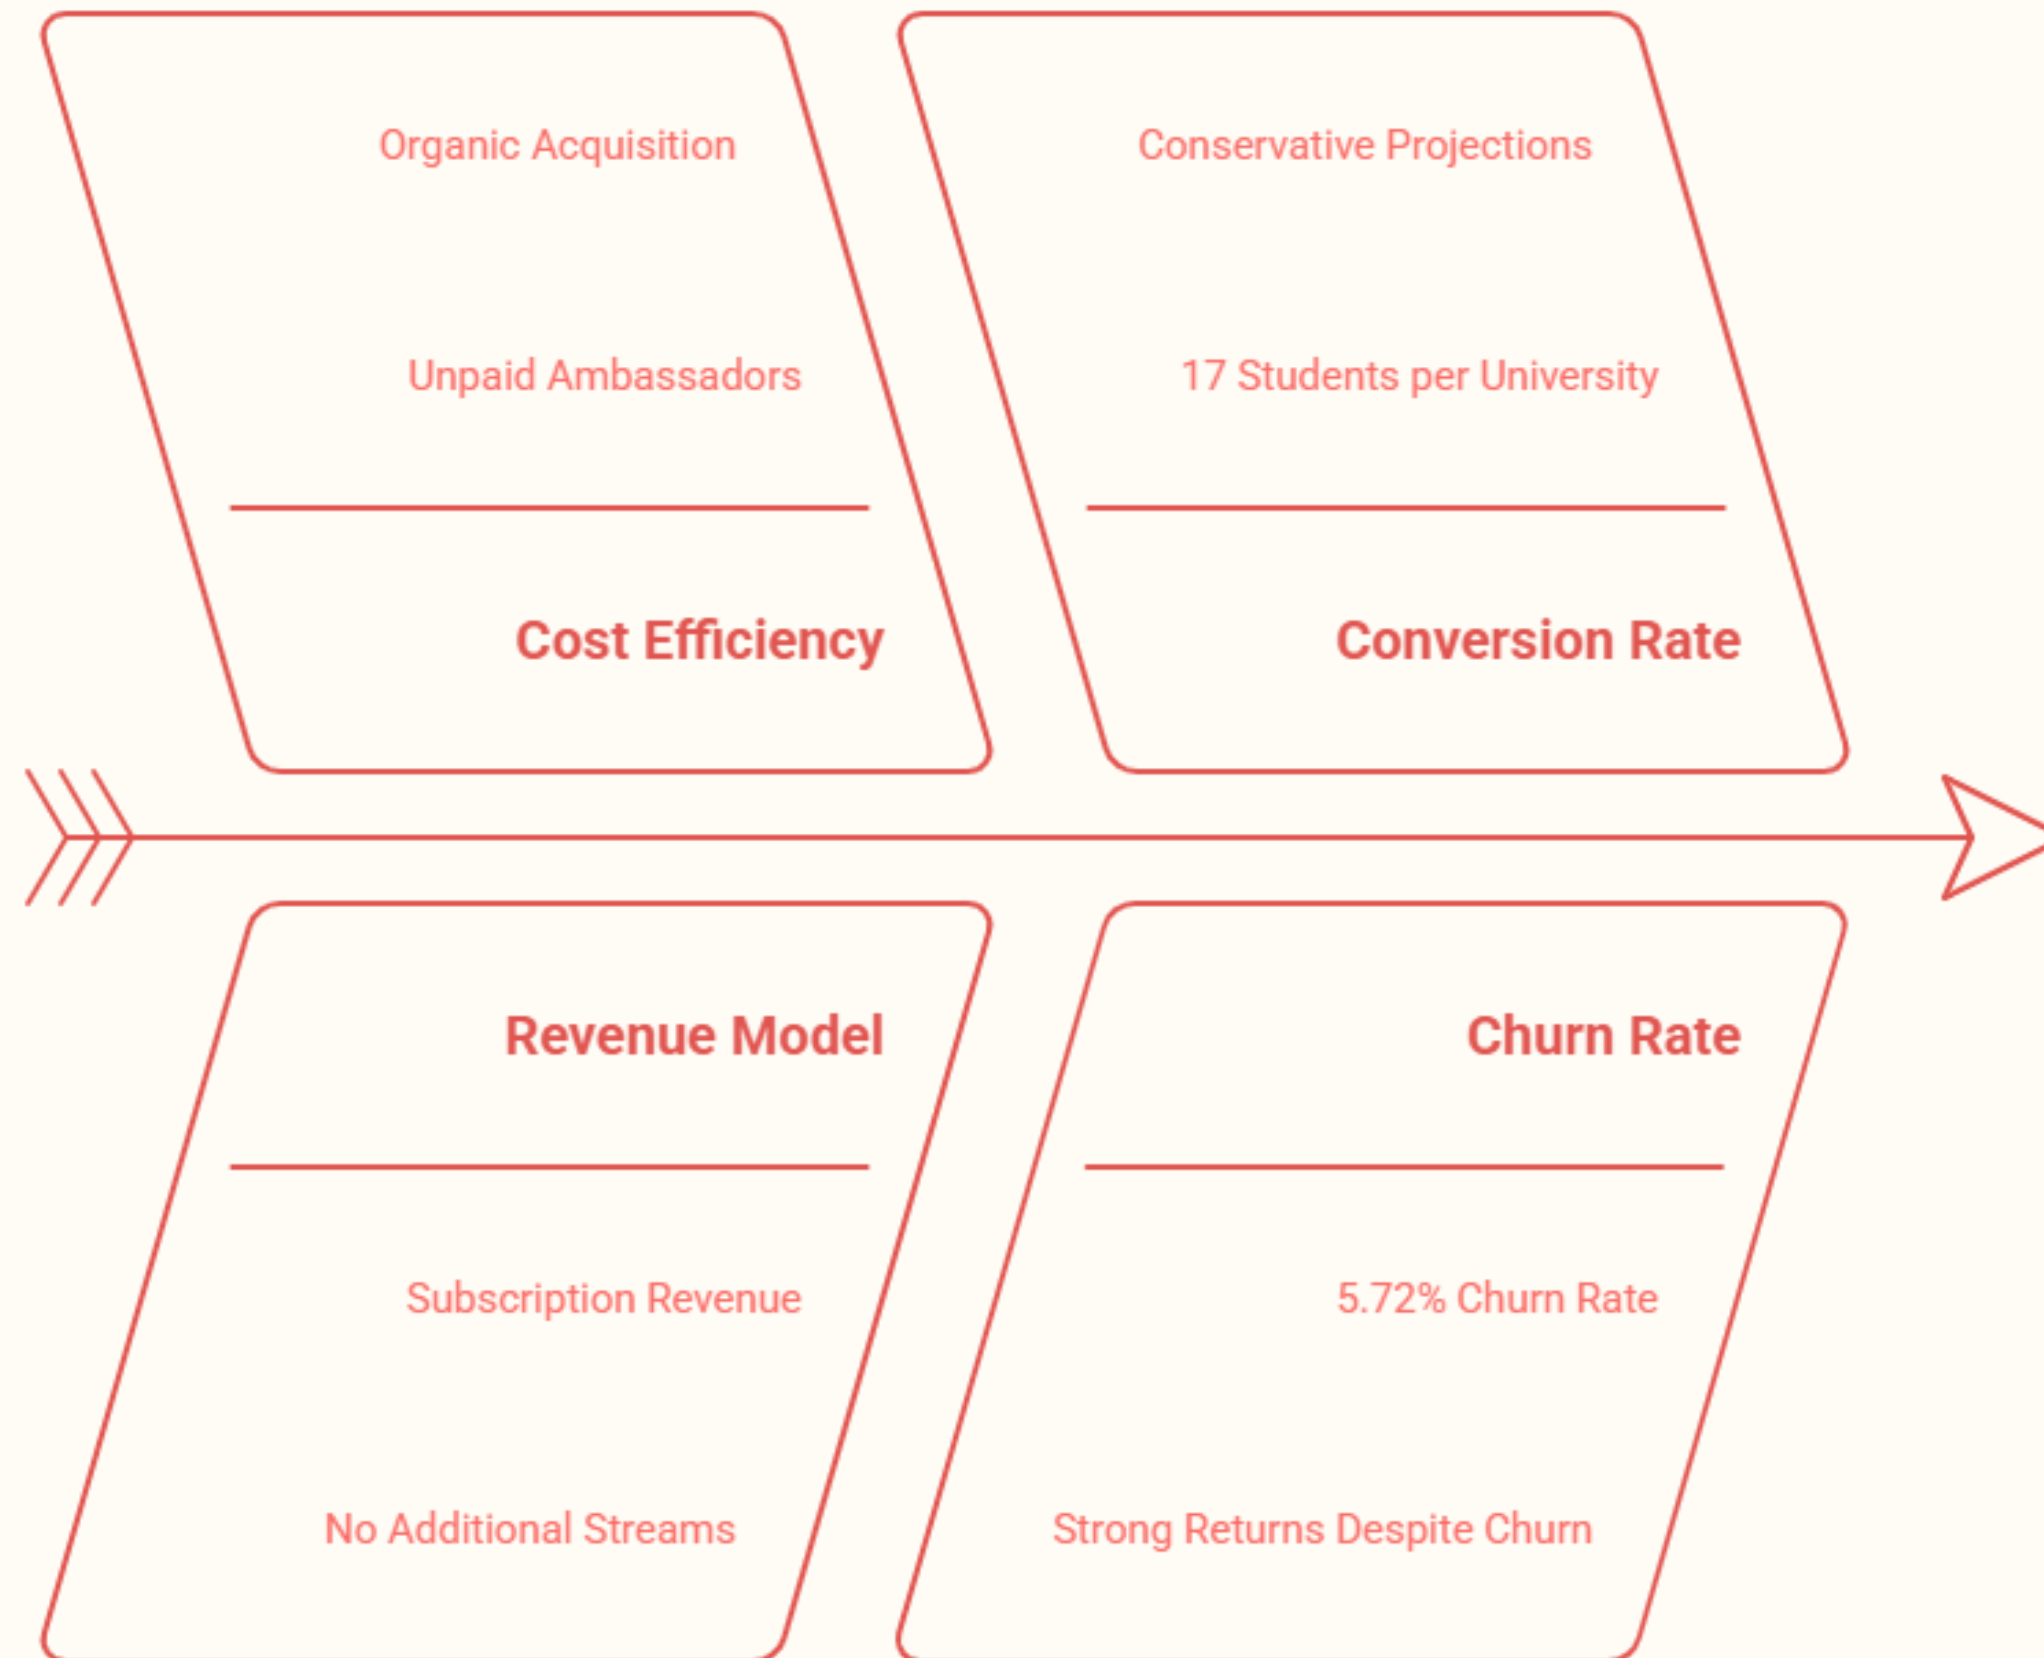 Organic Acquisition
Unpaid Ambassadors
Cost Efficiency
Conservative Projections
17 Students per University
Conversion Rate
Revenue Model
Subscription Revenue
No Additional Streams
Churn Rate
5.72% Churn Rate
Strong Returns Despite Churn